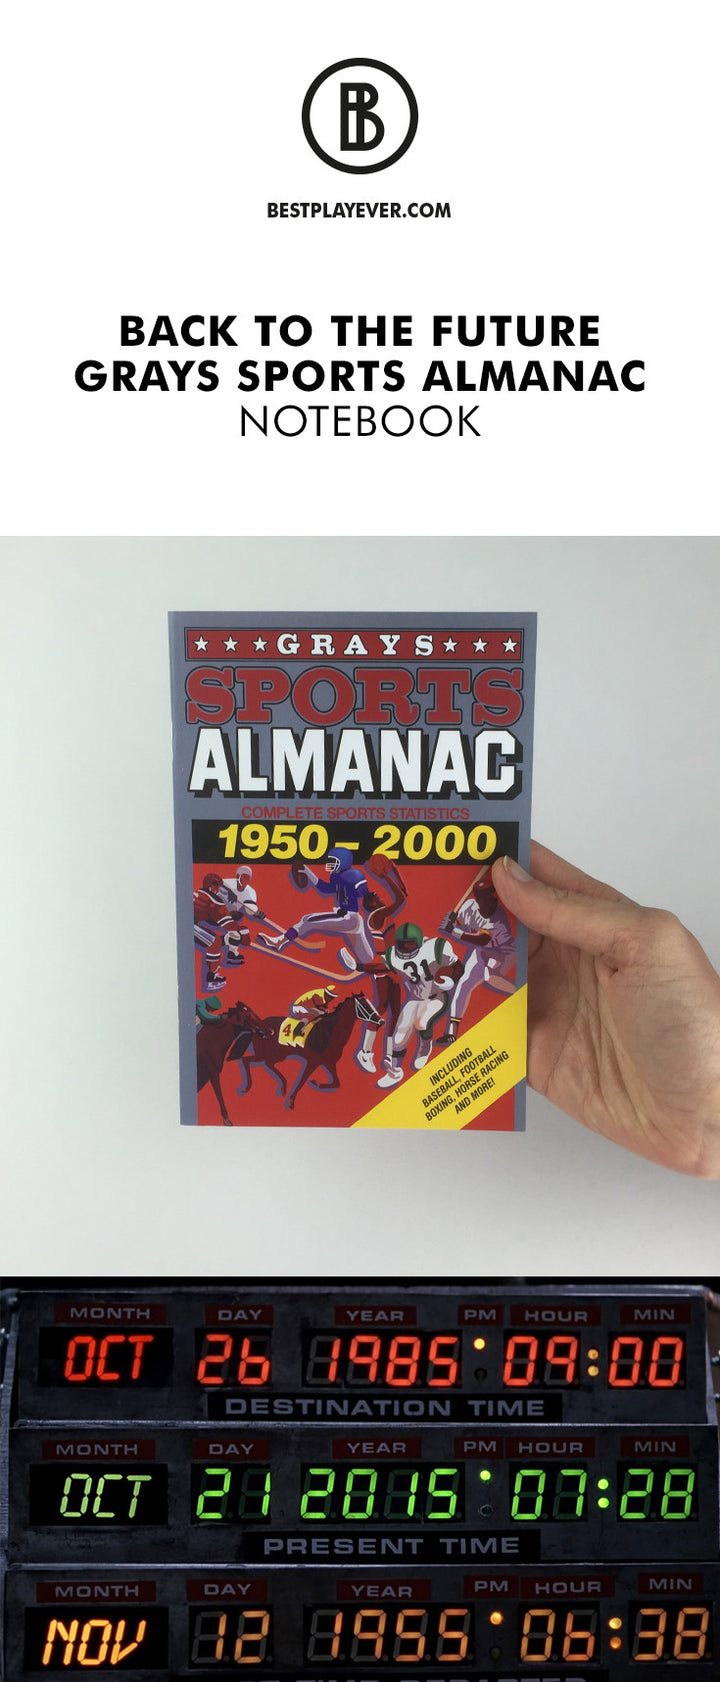 B
BESTPLAYEVER.COM
BACK TO THE FUTURE
GRAYS SPORTS ALMANAC
NOTEBOOK
GRAYS
SPORTS
ALMANAC
COMPLETE SPORTS STATISTICS
1950-2000
31
4
INCLUDING
BASEBALL, FOOTBALL
BOXING, HORSE RACING
AND MORE!
MONTH DAY YEAR PM HOUR MIN
OCT 26 1985 09:00
DESTINATION TIME
MONTH DAY YEAR PM HOUR MIN
OCT 21 2015 07:28
PRESENT TIME
MONTH DAY YEAR PM HOUR MIN
NOV 12 1955 06:38